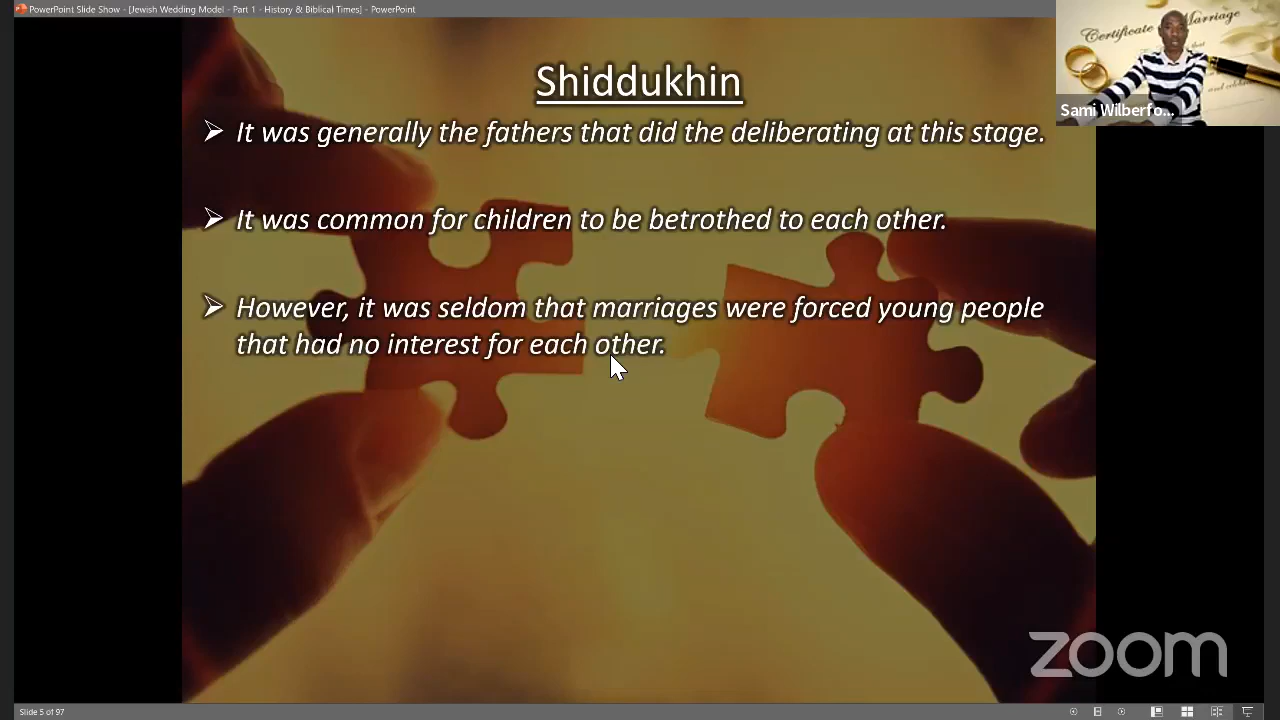 PowerPoint Slide Show - [Jewish Wedding Model - Part 1 - History & Biblical Times] - PowerPoint
Certificate of Marriage
Sami Wilberfo...
Shiddukhin
➢ It was generally the fathers that did the deliberating at this stage.
➢ It was common for children to be betrothed to each other.
➢ However, it was seldom that marriages were forced young people
that had no interest for each other.
zoom
Slide 5 of 97